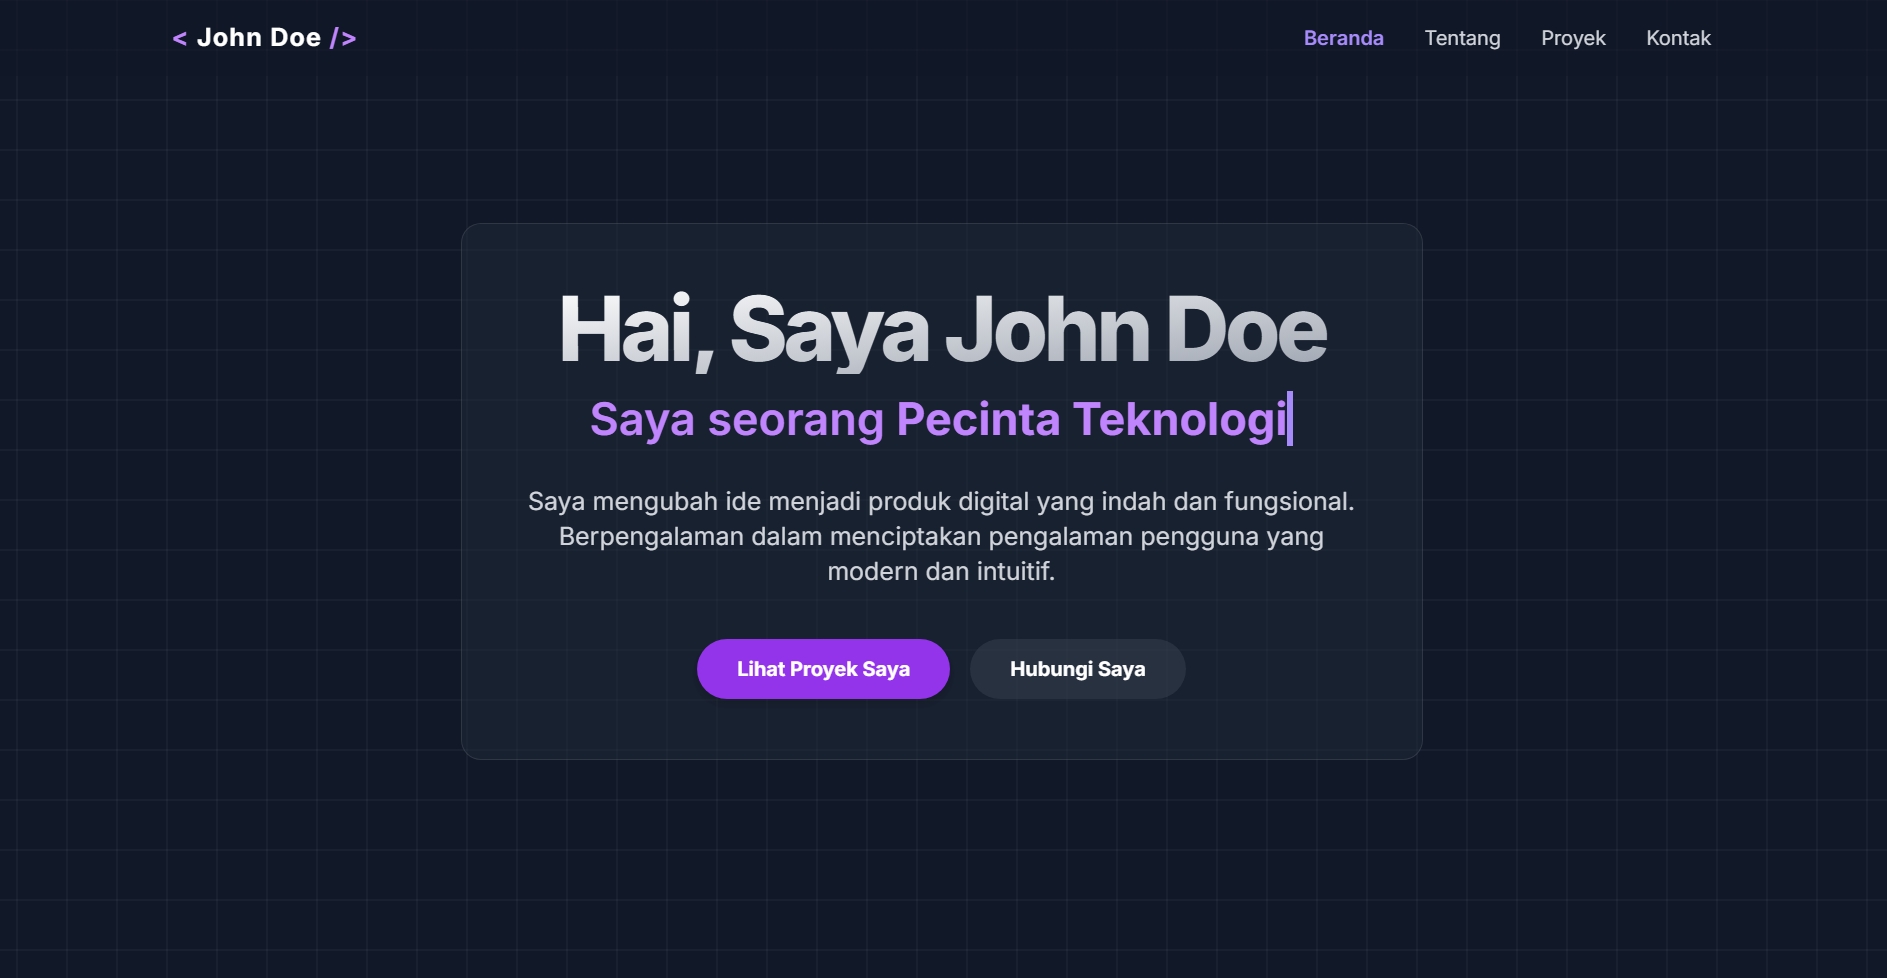 < John Doe />
Beranda
Tentang
Proyek
Kontak
Hai, Saya John Doe
Saya seorang Pecinta Teknologi
Saya mengubah ide menjadi produk digital yang indah dan fungsional.
Berpengalaman dalam menciptakan pengalaman pengguna yang
modern dan intuitif.
Lihat Proyek Saya
Hubungi Saya